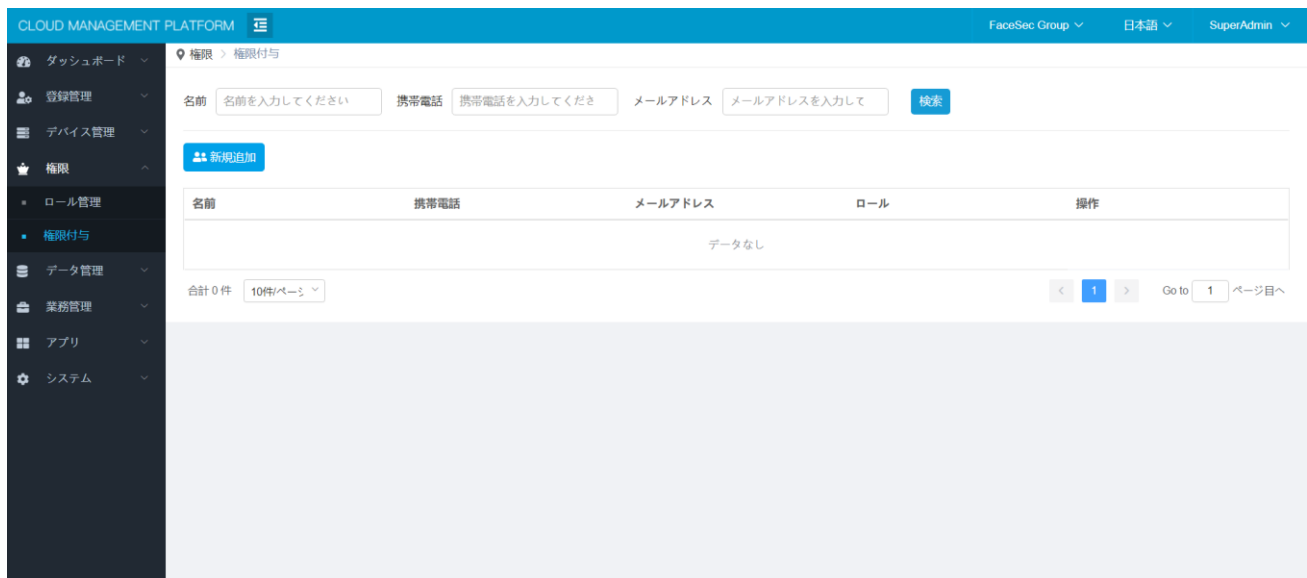 CLOUD MANAGEMENT PLATFORM
FaceSec Group
日本語
SuperAdmin
ダッシュボード
登録管理
デバイス管理
権限
ロール管理
権限付与
データ管理
業務管理
アプリ
システム
権限 > 権限付与
名前 名前を入力してください 携帯電話 携帯電話を入力してくださ メールアドレス メールアドレスを入力して 検索
新規追加
名前 携帯電話 メールアドレス ロール 操作
データなし
合計 0 件 10件/ページ < 1 > Go to 1 ページ目へ